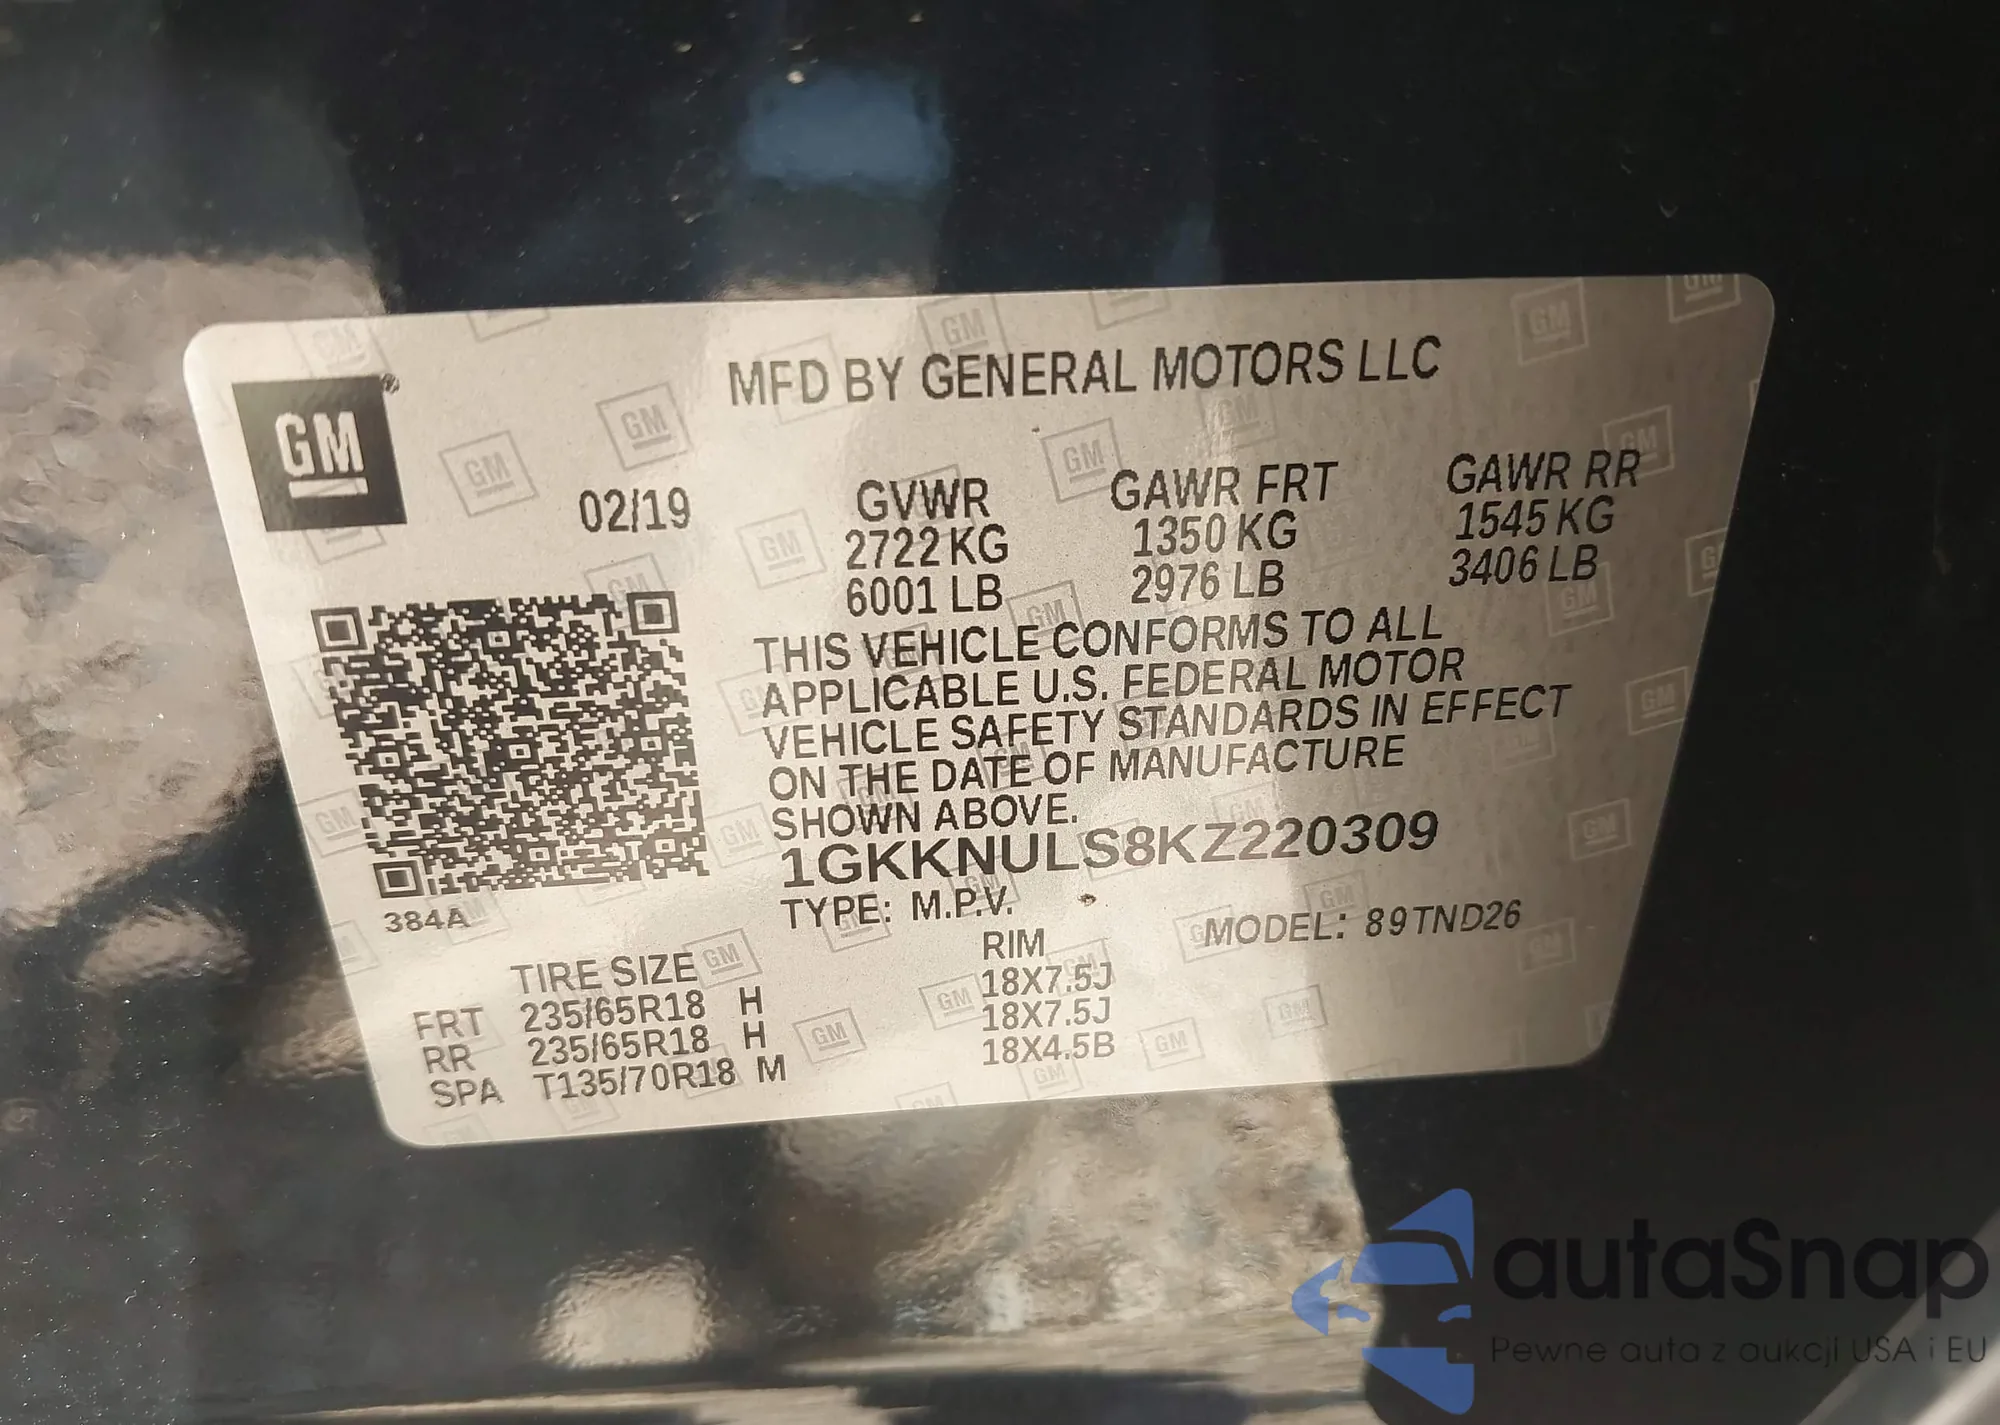 GM
MFD BY GENERAL MOTORS LLC
02/19
GVWR GAWR FRT GAWR RR
2722 KG 1350 KG 1545 KG
6001 LB 2976 LB 3406 LB
THIS VEHICLE CONFORMS TO ALL
APPLICABLE U.S. FEDERAL MOTOR
VEHICLE SAFETY STANDARDS IN EFFECT
ON THE DATE OF MANUFACTURE
SHOWN ABOVE.
1GKKNULS8KZ220309
384A
TYPE: M.P.V. MODEL: 89TND26
TIRE SIZE RIM
FRT 235/65R18 H 18X7.5J
RR 235/65R18 H 18X7.5J
SPA T135/70R18 M 18X4.5B
autaSnap
Pewne auta z aukcji USA i EU